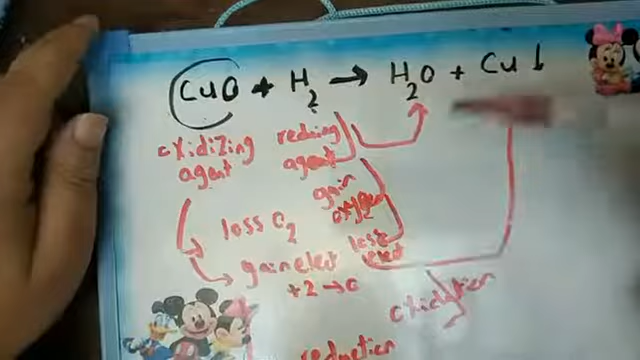 CuO + H₂ → H₂O + Cu ↓
oxidizing agent
reducing agent
gain oxygen
loss O₂
lost elect
gain elect
+2 → 0
oxidation
reduction